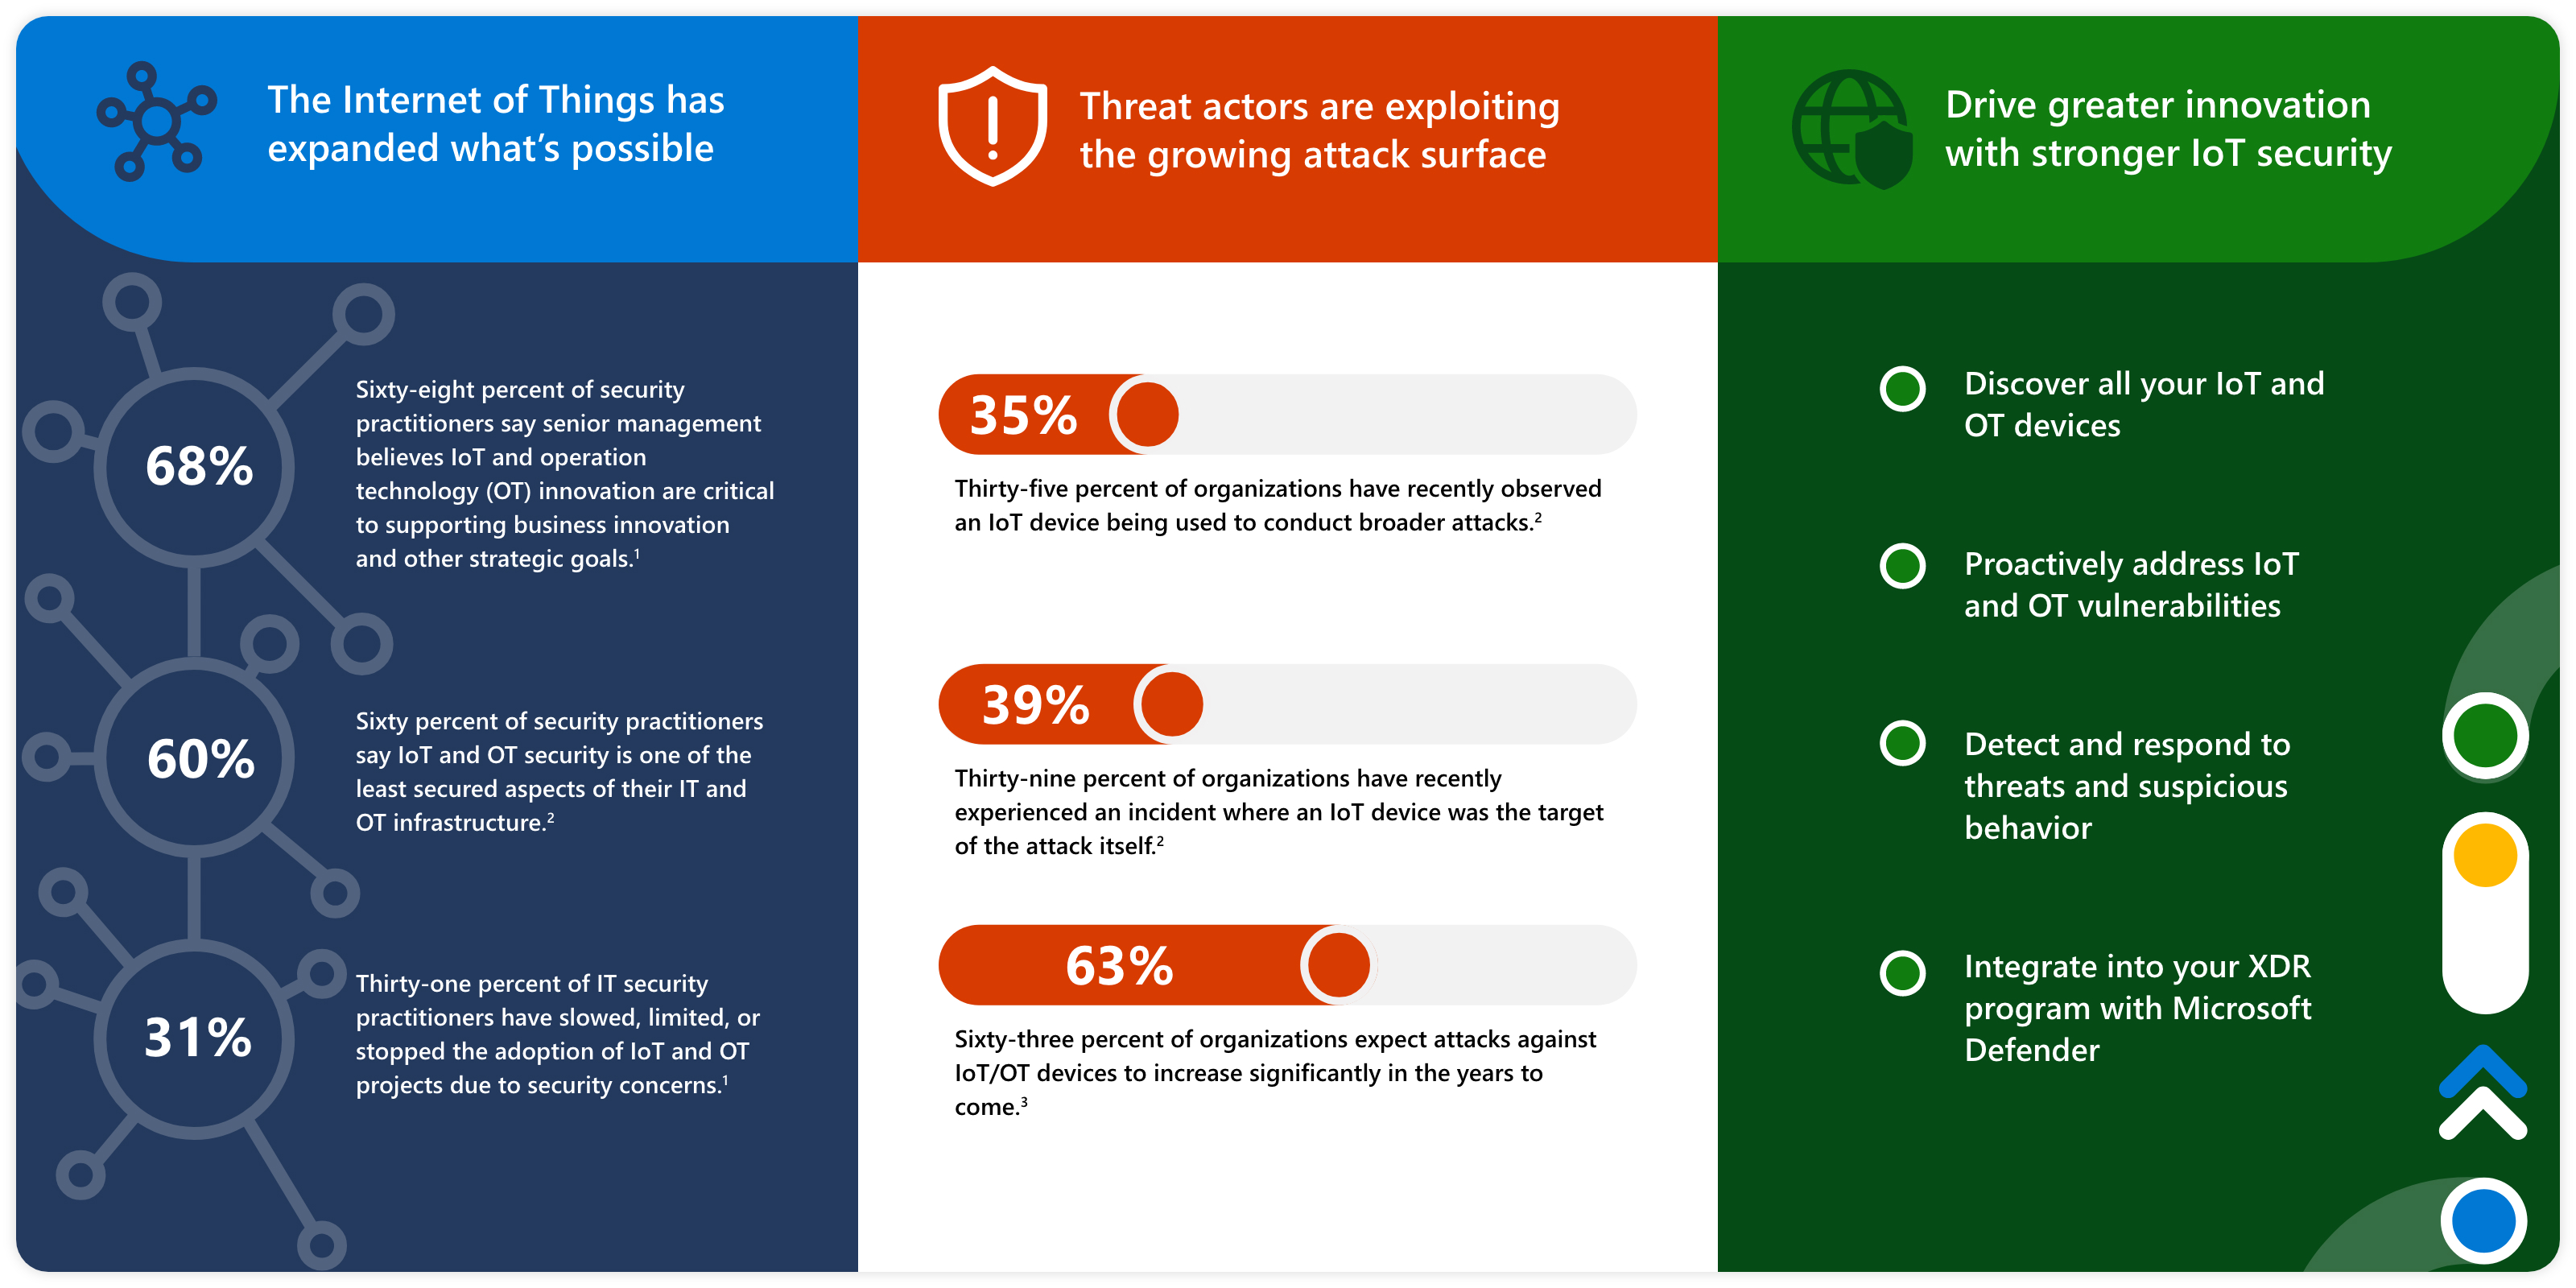 The Internet of Things has
expanded what’s possible
68%
Sixty-eight percent of security
practitioners say senior management
believes IoT and operation
technology (OT) innovation are critical
to supporting business innovation
and other strategic goals.¹
60%
Sixty percent of security practitioners
say IoT and OT security is one of the
least secured aspects of their IT and
OT infrastructure.²
31%
Thirty-one percent of IT security
practitioners have slowed, limited, or
stopped the adoption of IoT and OT
projects due to security concerns.¹
Threat actors are exploiting
the growing attack surface
35%
Thirty-five percent of organizations have recently observed
an IoT device being used to conduct broader attacks.²
39%
Thirty-nine percent of organizations have recently
experienced an incident where an IoT device was the target
of the attack itself.²
63%
Sixty-three percent of organizations expect attacks against
IoT/OT devices to increase significantly in the years to
come.³
Drive greater innovation
with stronger IoT security
Discover all your IoT and
OT devices
Proactively address IoT
and OT vulnerabilities
Detect and respond to
threats and suspicious
behavior
Integrate into your XDR
program with Microsoft
Defender